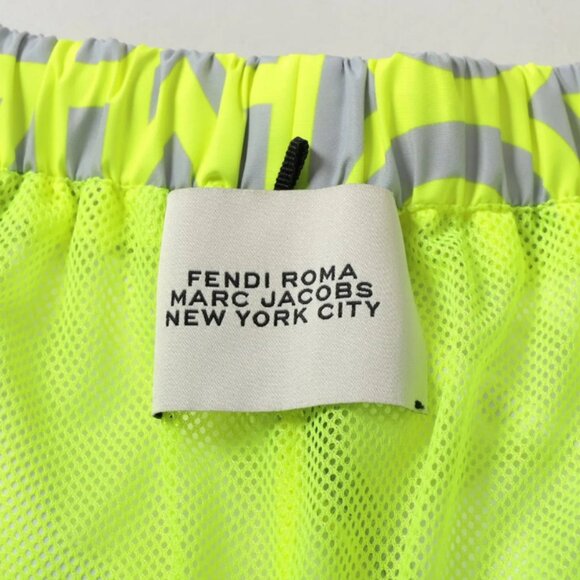 FENDI ROMA
MARC JACOBS
NEW YORK CITY